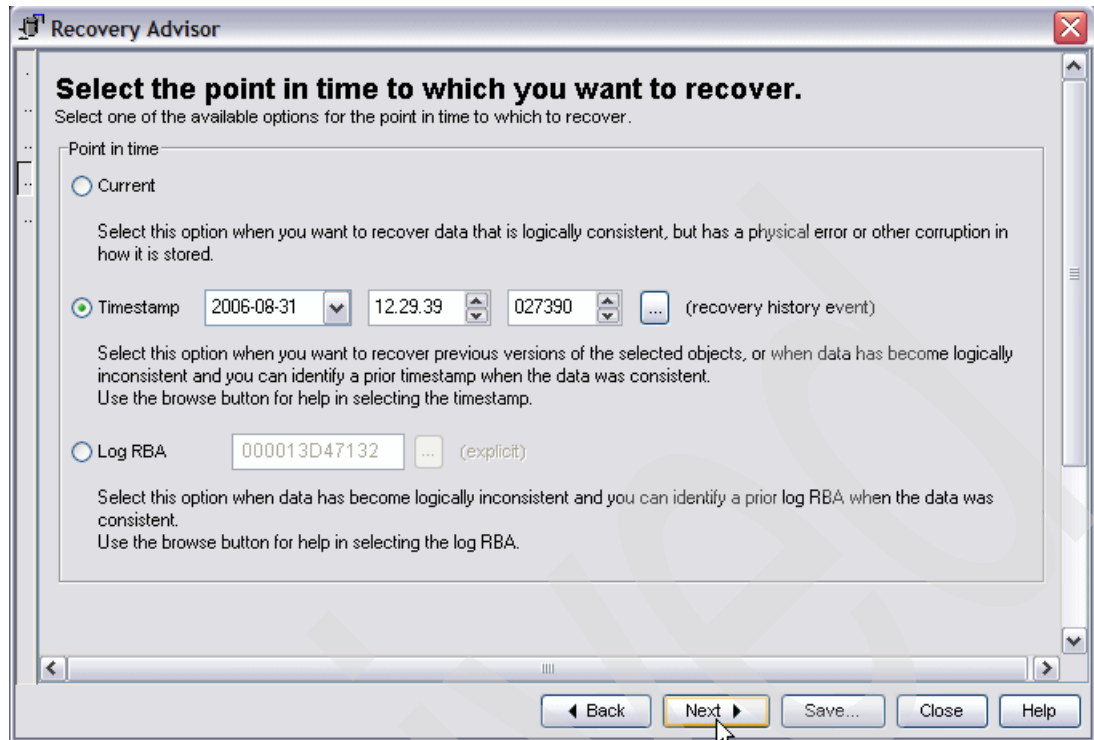 Recovery Advisor
Select the point in time to which you want to recover.
Select one of the available options for the point in time to which to recover.
Point in time
Current
Select this option when you want to recover data that is logically consistent, but has a physical error or other corruption in
how it is stored.
Timestamp 2006-08-31 12.29.39 027390 ... (recovery history event)
Select this option when you want to recover previous versions of the selected objects, or when data has become logically
inconsistent and you can identify a prior timestamp when the data was consistent.
Use the browse button for help in selecting the timestamp.
Log RBA 000013D47132 ... (explicit)
Select this option when data has become logically inconsistent and you can identify a prior log RBA when the data was
consistent.
Use the browse button for help in selecting the log RBA.
Back Next Save... Close Help